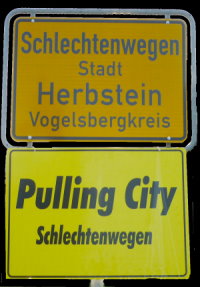 Schlechtenwegen
Stadt
Herbstein
Vogelsbergkreis
Pulling City
Schlechtenwegen